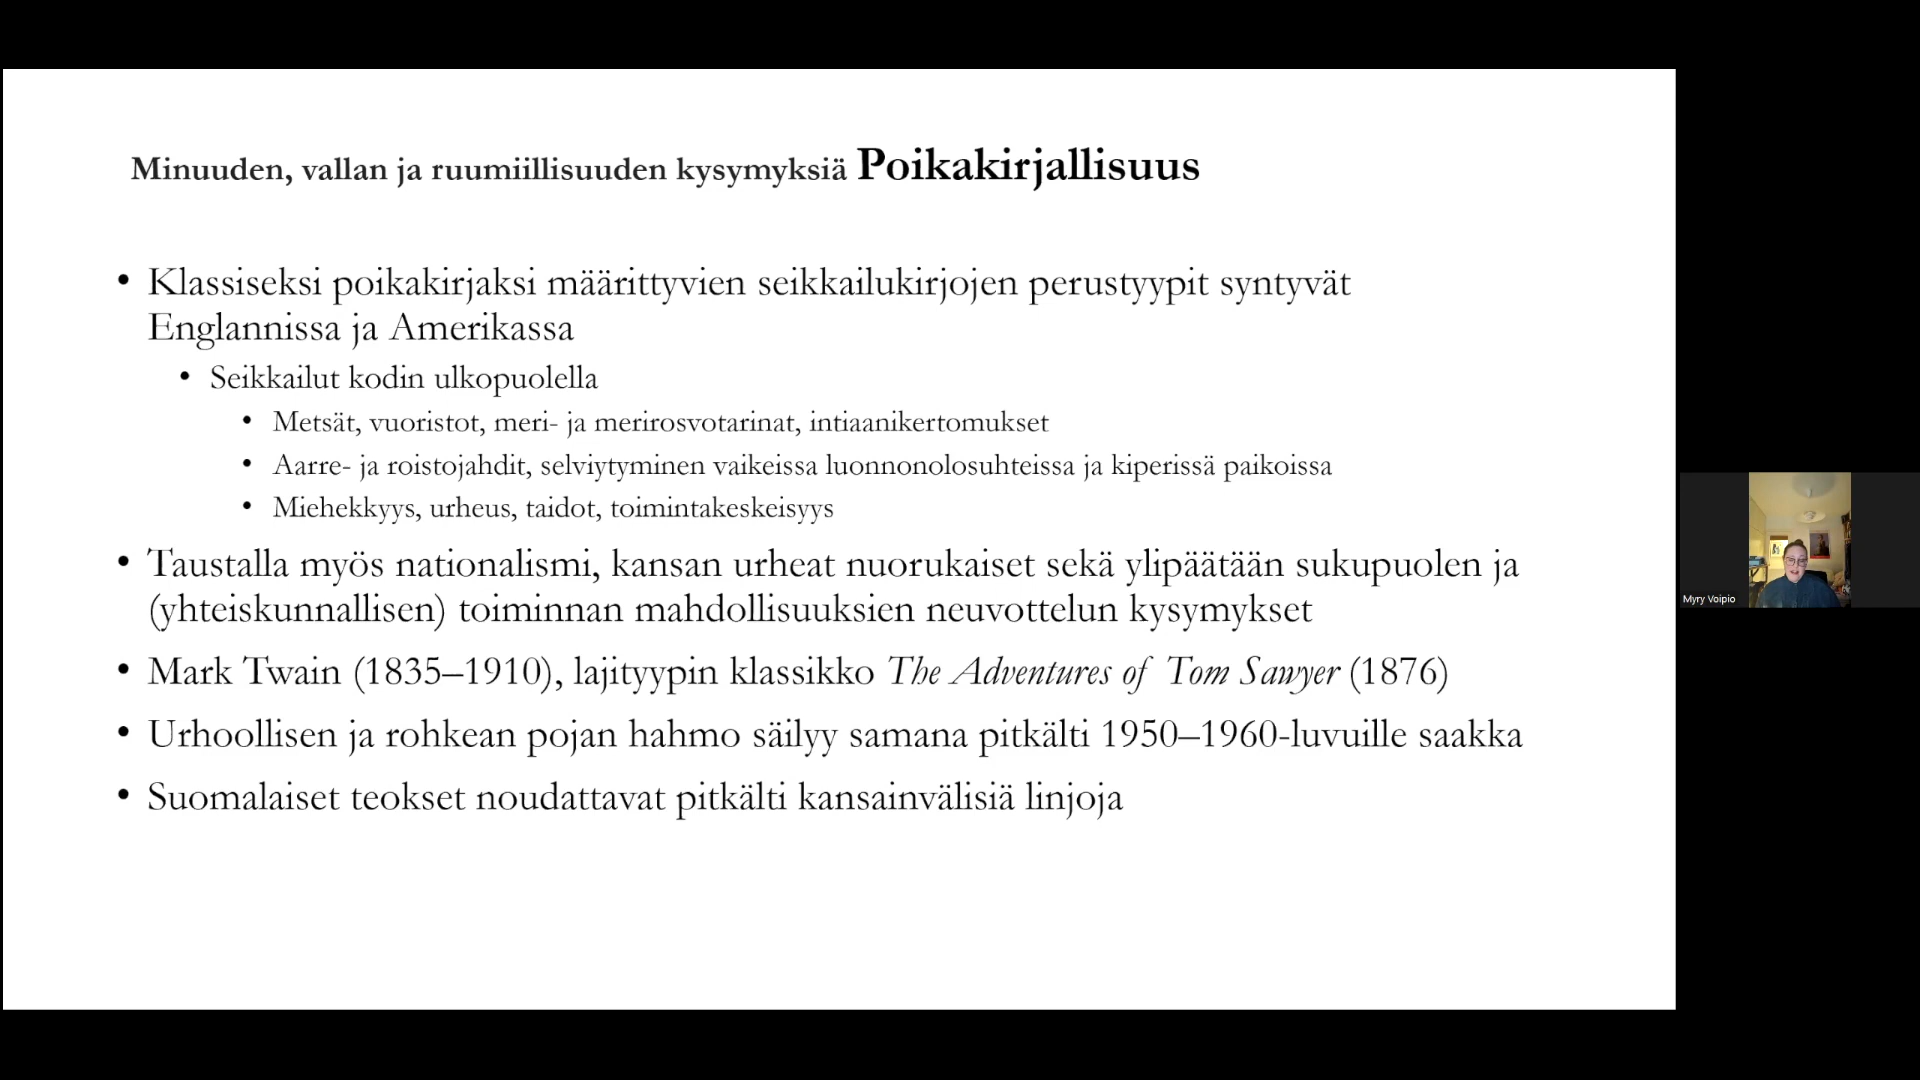 Minuuden, vallan ja ruumiillisuuden kysymyksiä Poikakirjallisuus
• Klassiseksi poikakirjaksi määrittyvien seikkailukirjojen perustyypit syntyvät
Englannissa ja Amerikassa
• Seikkailut kodin ulkopuolella
• Metsät, vuoristot, meri- ja merirosvotarinat, intiaanikertomukset
• Aarre- ja roistojahdit, selviytyminen vaikeissa luonnonolosuhteissa ja kiperissä paikoissa
• Miehekkyys, urheus, taidot, toimintakeskeisyys
• Taustalla myös nationalismi, kansan urheat nuorukaiset sekä ylipäätään sukupuolen ja
(yhteiskunnallisen) toiminnan mahdollisuuksien neuvottelun kysymykset
• Mark Twain (1835–1910), lajityypin klassikko The Adventures of Tom Sawyer (1876)
• Urhoollisen ja rohkean pojan hahmo säilyy samana pitkälti 1950–1960-luvuille saakka
• Suomalaiset teokset noudattavat pitkälti kansainvälisiä linjoja
Myry Voipio